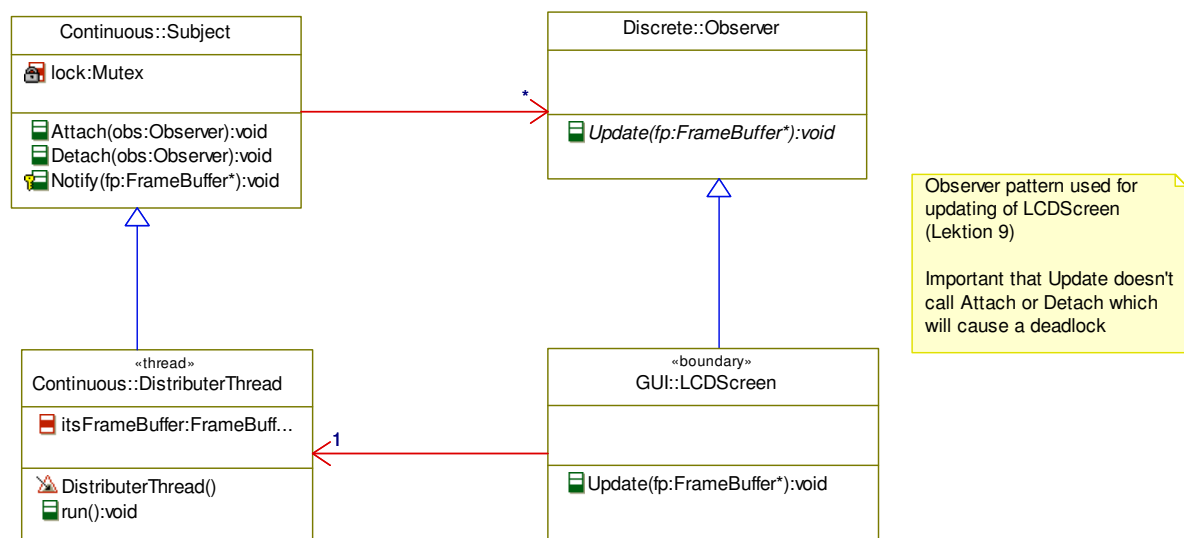 Continuous::Subject
lock:Mutex
Attach(obs:Observer):void
Detach(obs:Observer):void
Notify(fp:FrameBuffer*):void
*
Discrete::Observer
Update(fp:FrameBuffer*):void
Observer pattern used for
updating of LCDScreen
(Lektion 9)
Important that Update doesn't
call Attach or Detach which
will cause a deadlock
«thread»
Continuous::DistributerThread
itsFrameBuffer:FrameBuff...
DistributerThread()
run():void
1
«boundary»
GUI::LCDScreen
Update(fp:FrameBuffer*):void